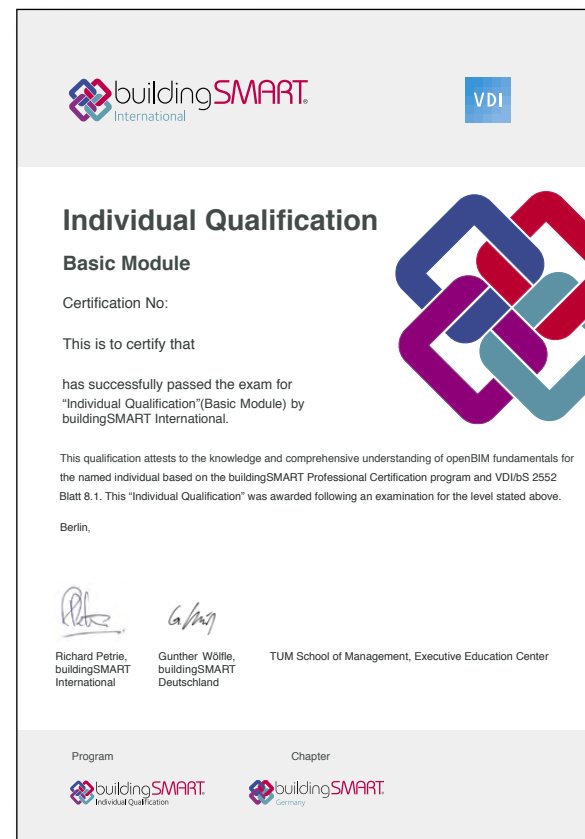 buildingSMART®
International
VDI
Individual Qualification
Basic Module
Certification No:
This is to certify that
has successfully passed the exam for
“Individual Qualification”(Basic Module) by
buildingSMART International.
This qualification attests to the knowledge and comprehensive understanding of openBIM fundamentals for
the named individual based on the buildingSMART Professional Certification program and VDI/bS 2552
Blatt 8.1. This “Individual Qualification” was awarded following an examination for the level stated above.
Berlin,
Richard Petrie,
buildingSMART
International
Gunther Wölfle,
buildingSMART
Deutschland
TUM School of Management, Executive Education Center
Program
Chapter
buildingSMART®
Individual Qualification
buildingSMART®
Germany